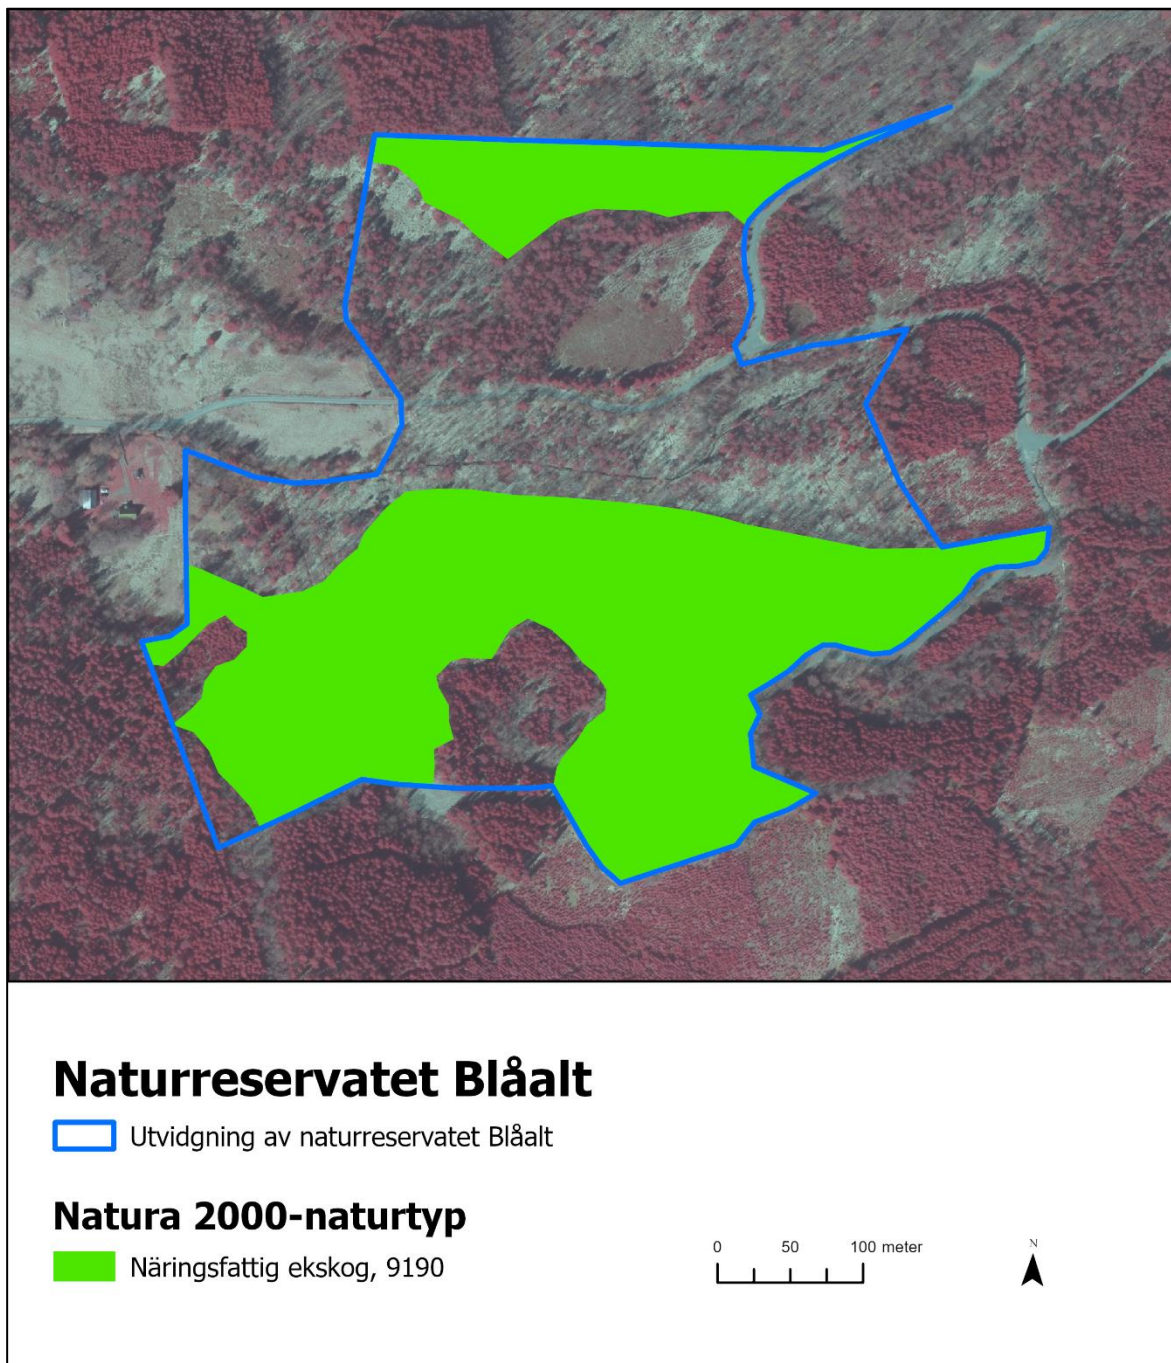 Naturreservatet Blåalt
Utvidgning av naturreservatet Blåalt
Natura 2000-naturtyp
Näringsfattig ekskog, 9190
0 50 100 meter
N